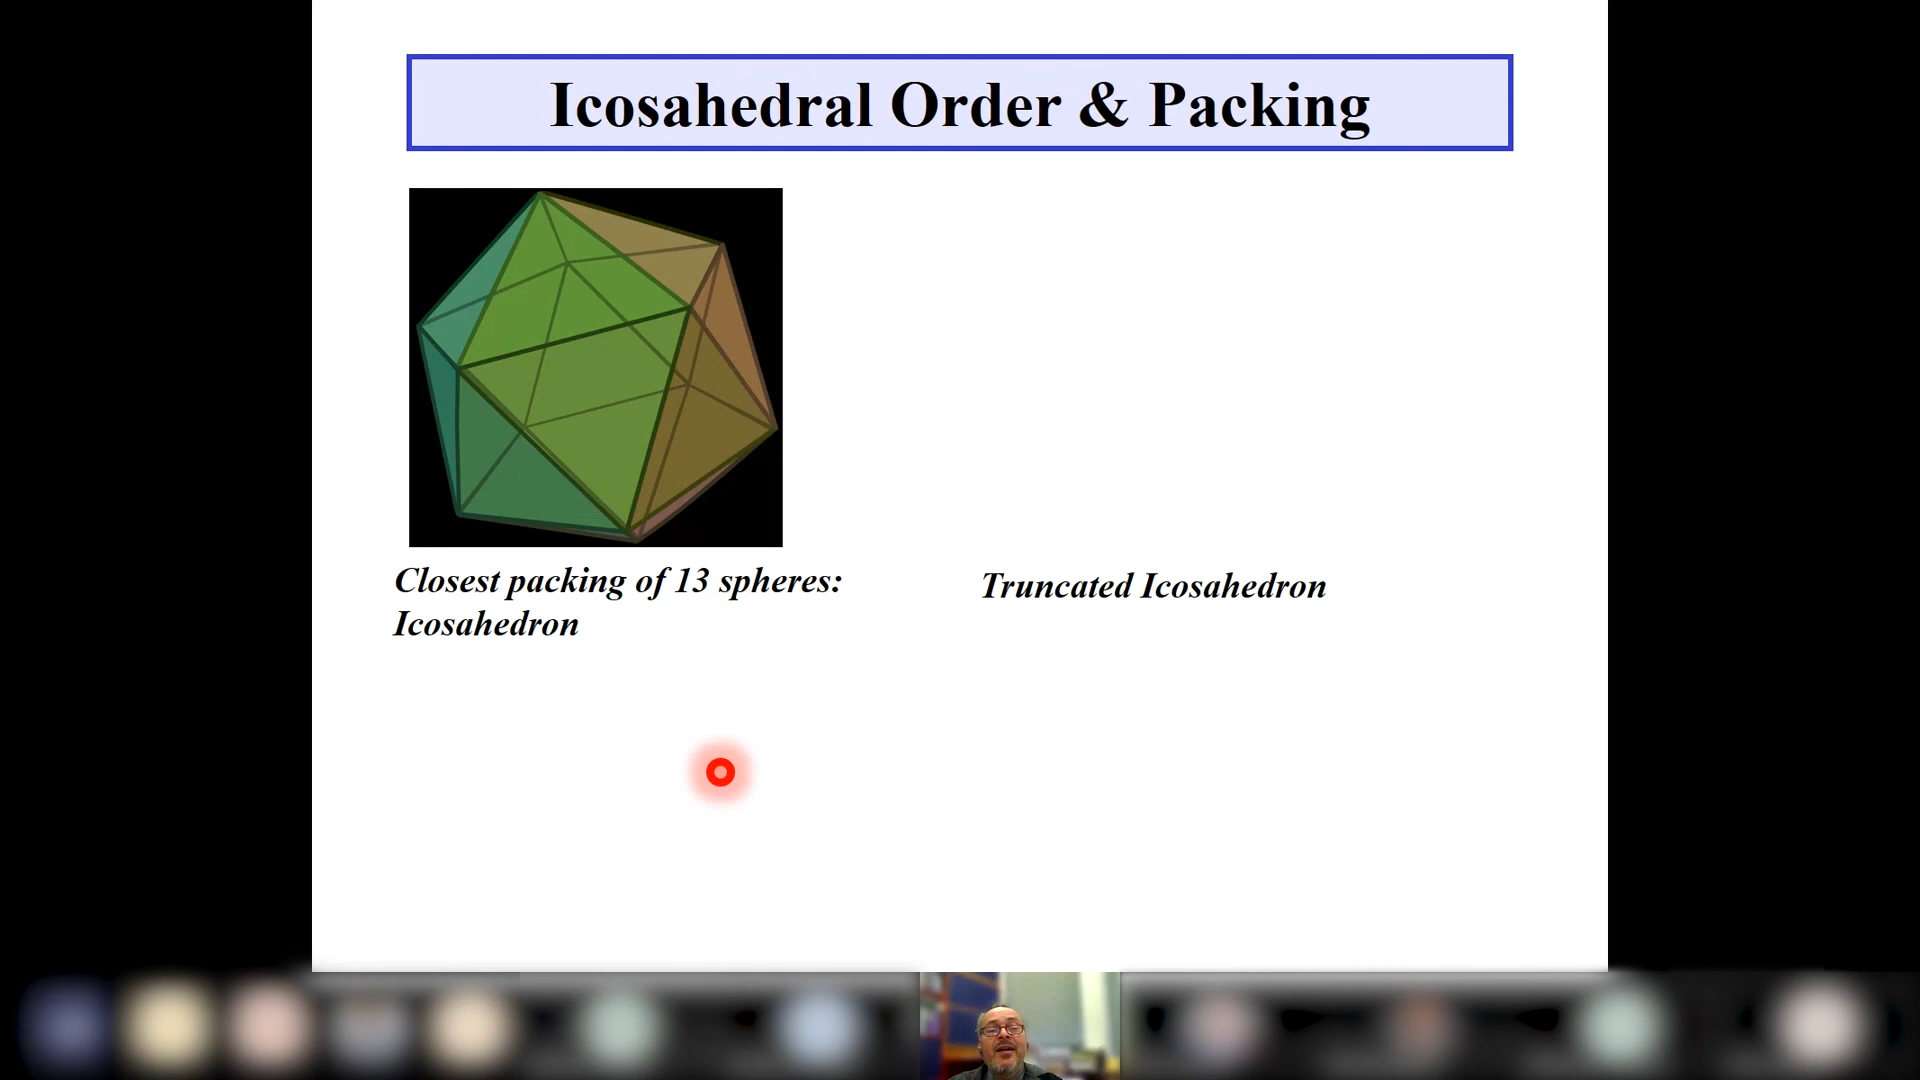 Icosahedral Order & Packing
Closest packing of 13 spheres:
Icosahedron
Truncated Icosahedron